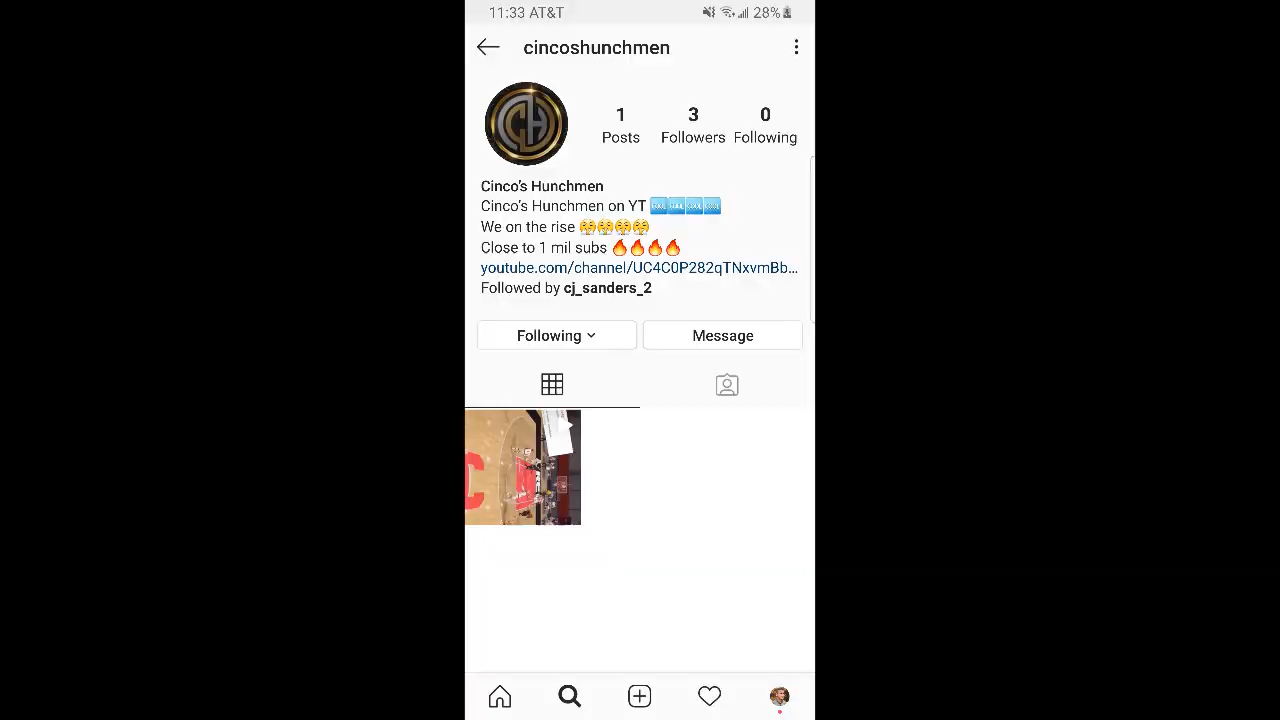 11:33 AT&T 28%
cincoshunchmen
1 3 0
Posts Followers Following
Cinco's Hunchmen
Cinco's Hunchmen on YT
We on the rise
Close to 1 mil subs
youtube.com/channel/UC4C0P282qTNxvmBb...
Followed by cj_sanders_2
Following Message